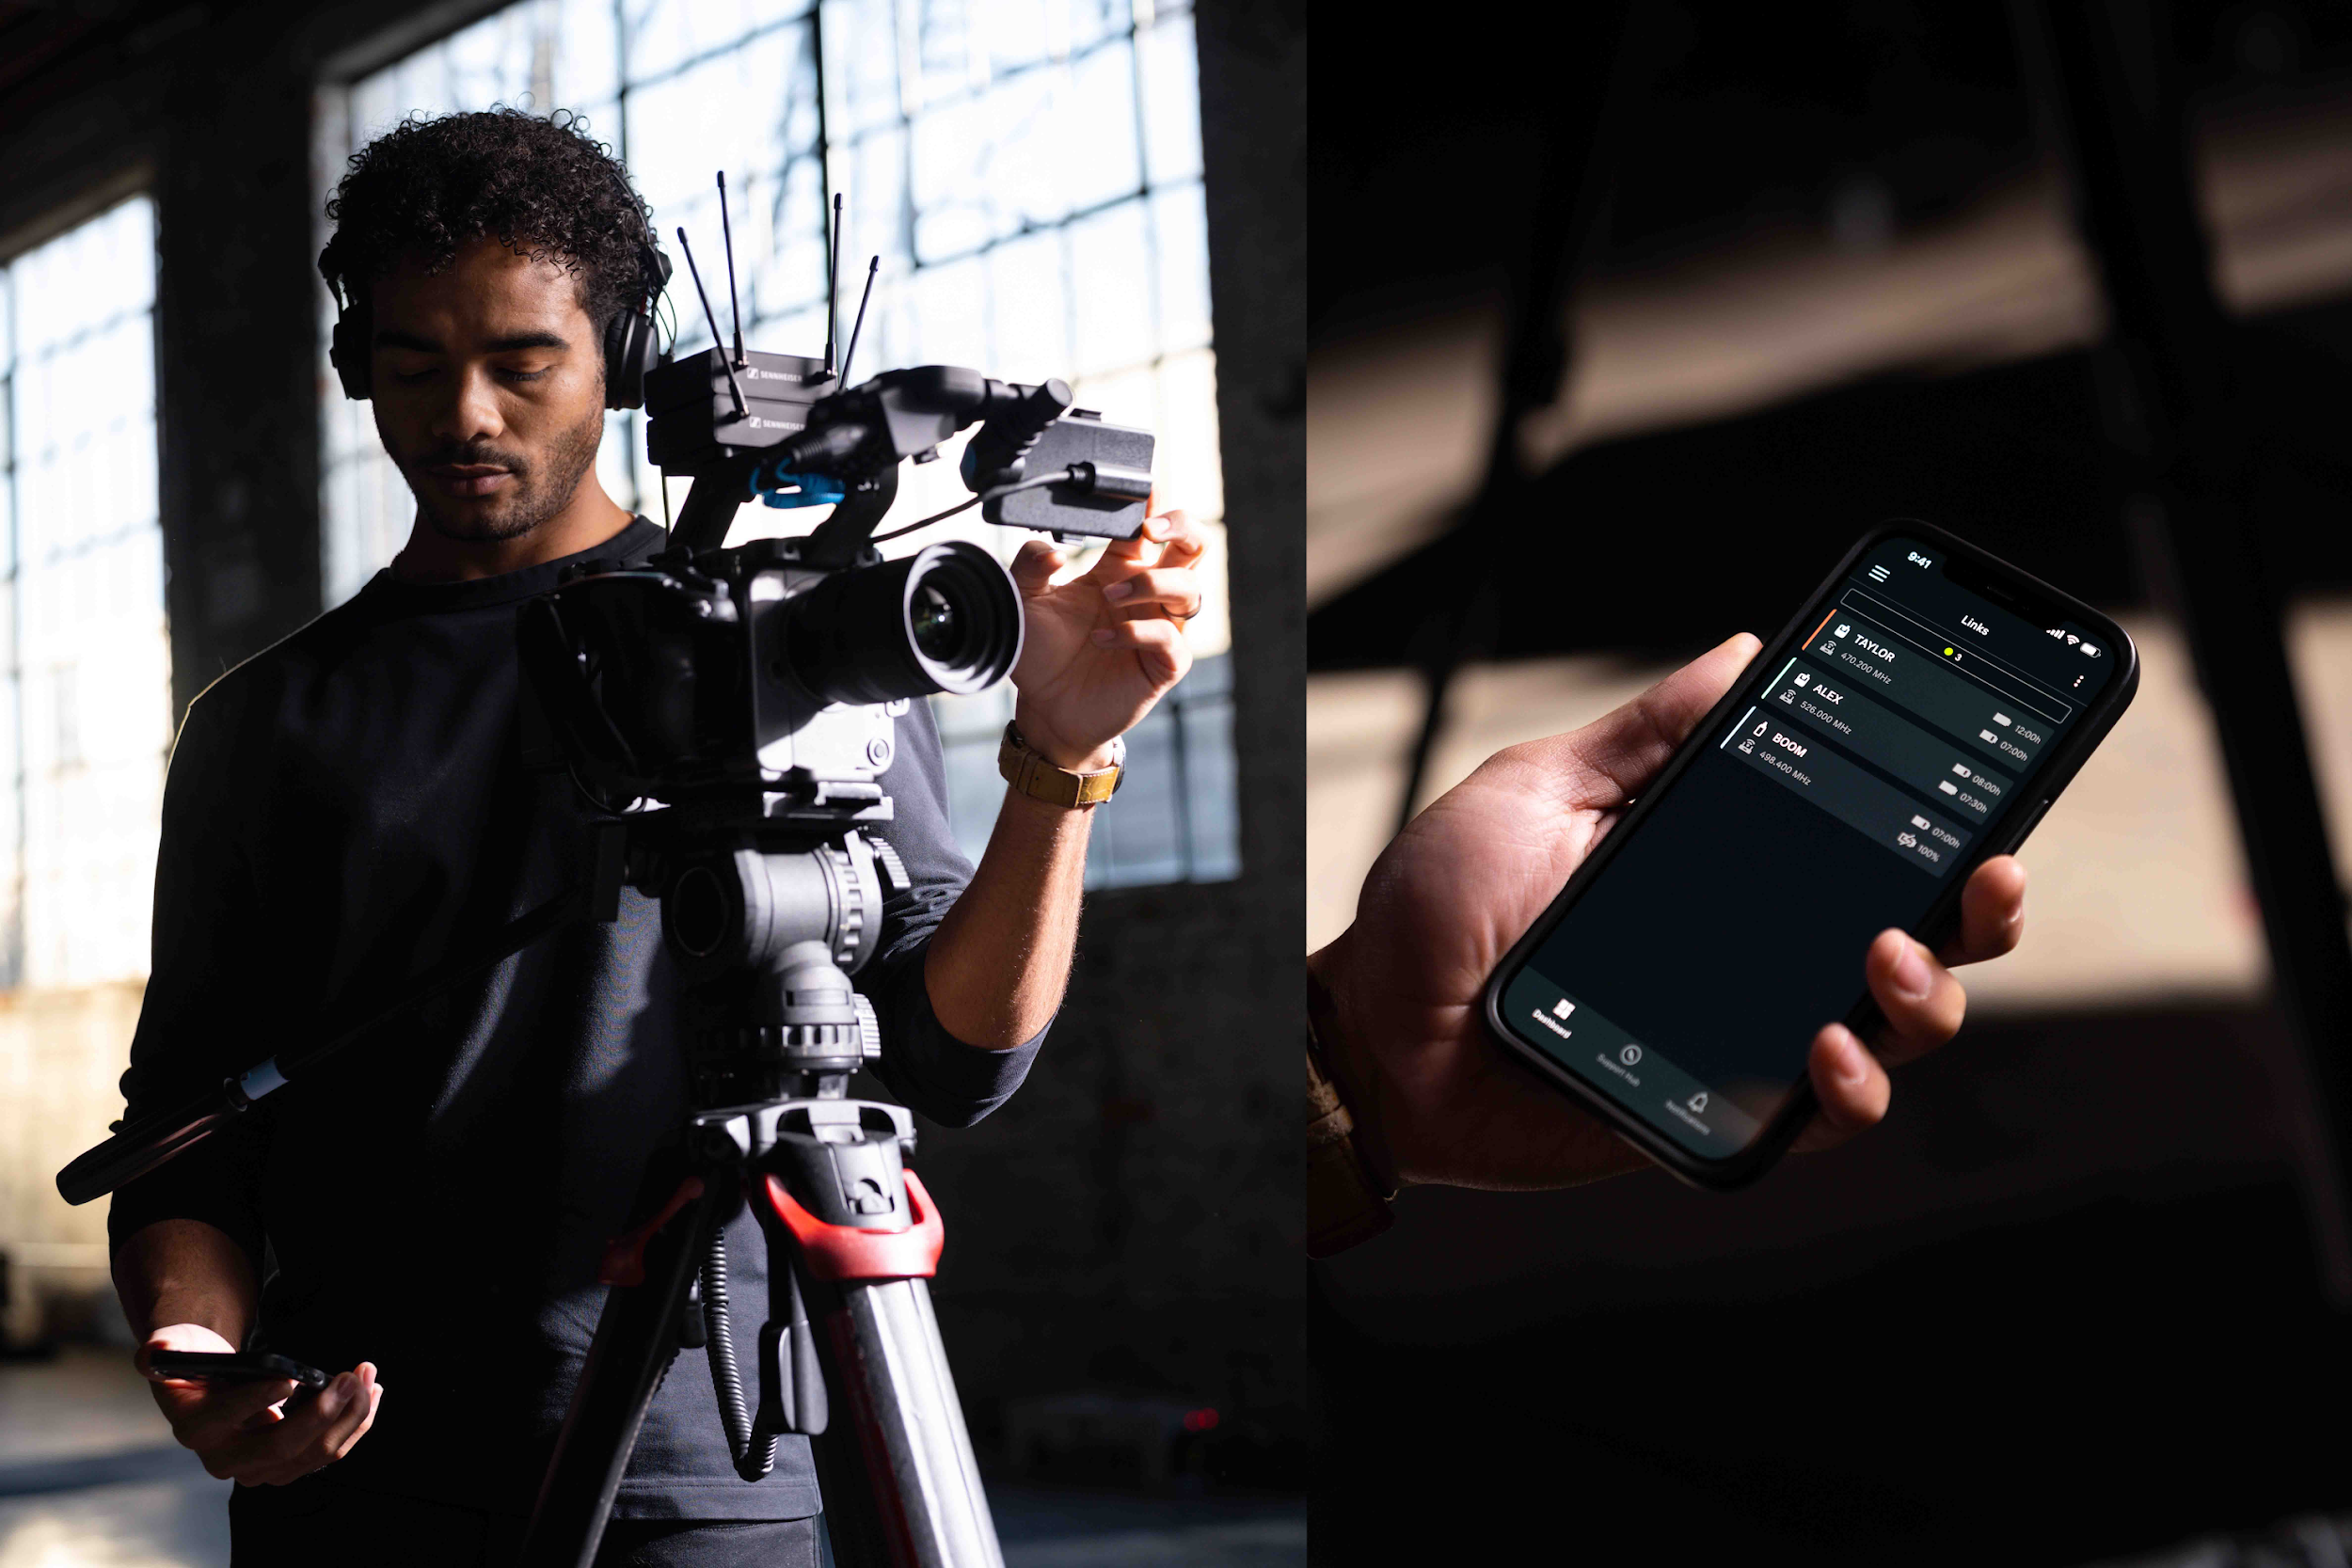 SENNHEISER
SENNHEISER
9:41
Links
3
TAYLOR
470.200 MHz
12:00h
07:00h
ALEX
526.000 MHz
08:00h
07:30h
BOOM
498.400 MHz
07:00h
100%
Dashboard
Support Hub
Notifications